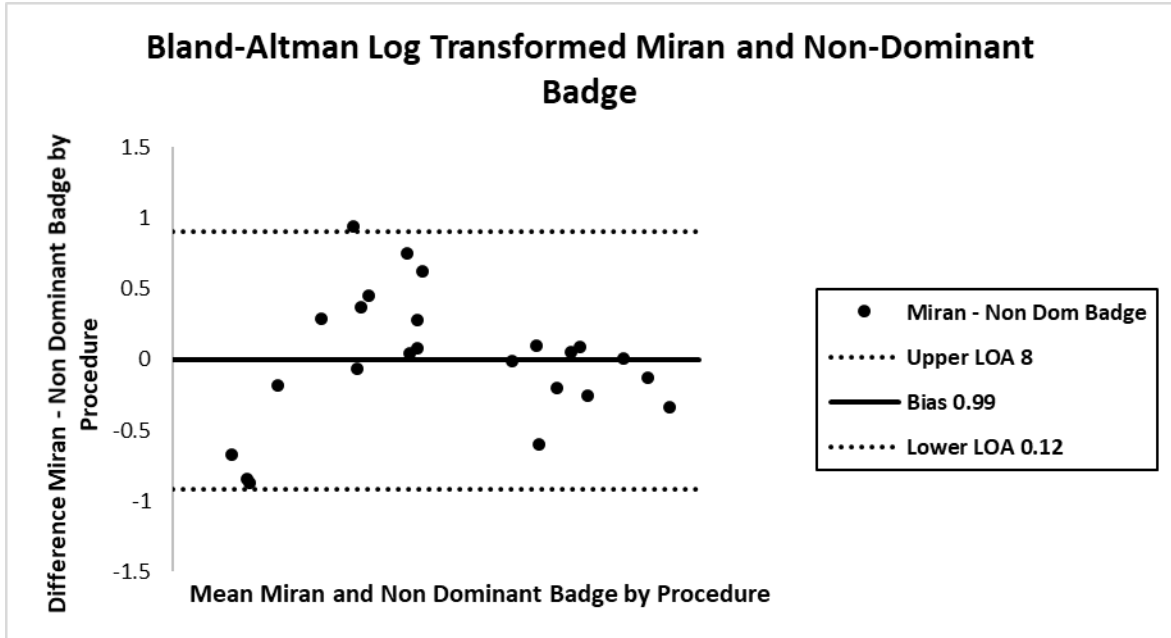 Bland-Altman Log Transformed Miran and Non-Dominant
Badge
Difference Miran - Non Dominant Badge by
Procedure
1.5
1
0.5
0
-0.5
-1
-1.5
Mean Miran and Non Dominant Badge by Procedure
Miran - Non Dom Badge
Upper LOA 8
Bias 0.99
Lower LOA 0.12